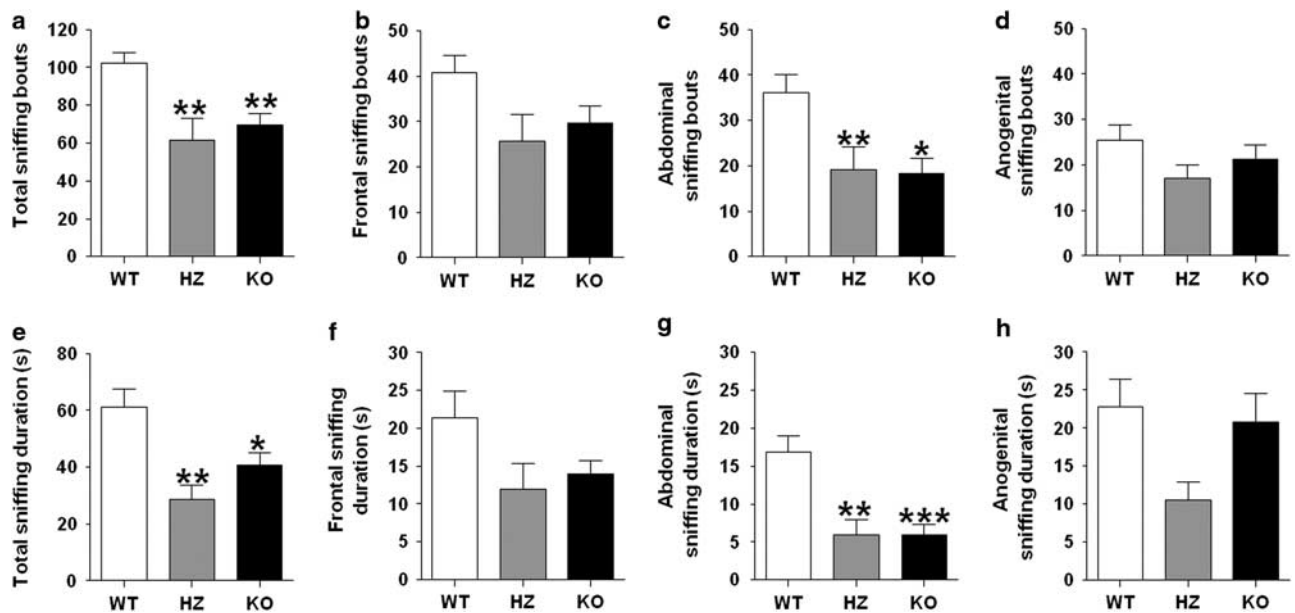 a
Total sniffing bouts
120
100
80
60
40
20
0
** **
WT HZ KO
b
Frontal sniffing bouts
50
40
30
20
10
0
WT HZ KO
c
Abdominal
sniffing bouts
50
40
30
20
10
0
** *
WT HZ KO
d
Anogenital
sniffing bouts
50
40
30
20
10
0
WT HZ KO
e
Total sniffing duration (s)
80
60
40
20
0
** *
WT HZ KO
f
Frontal sniffing
duration (s)
30
25
20
15
10
5
0
WT HZ KO
g
Abdominal
sniffing duration (s)
30
25
20
15
10
5
0
** ***
WT HZ KO
h
Anogenital
sniffing duration (s)
30
25
20
15
10
5
0
WT HZ KO